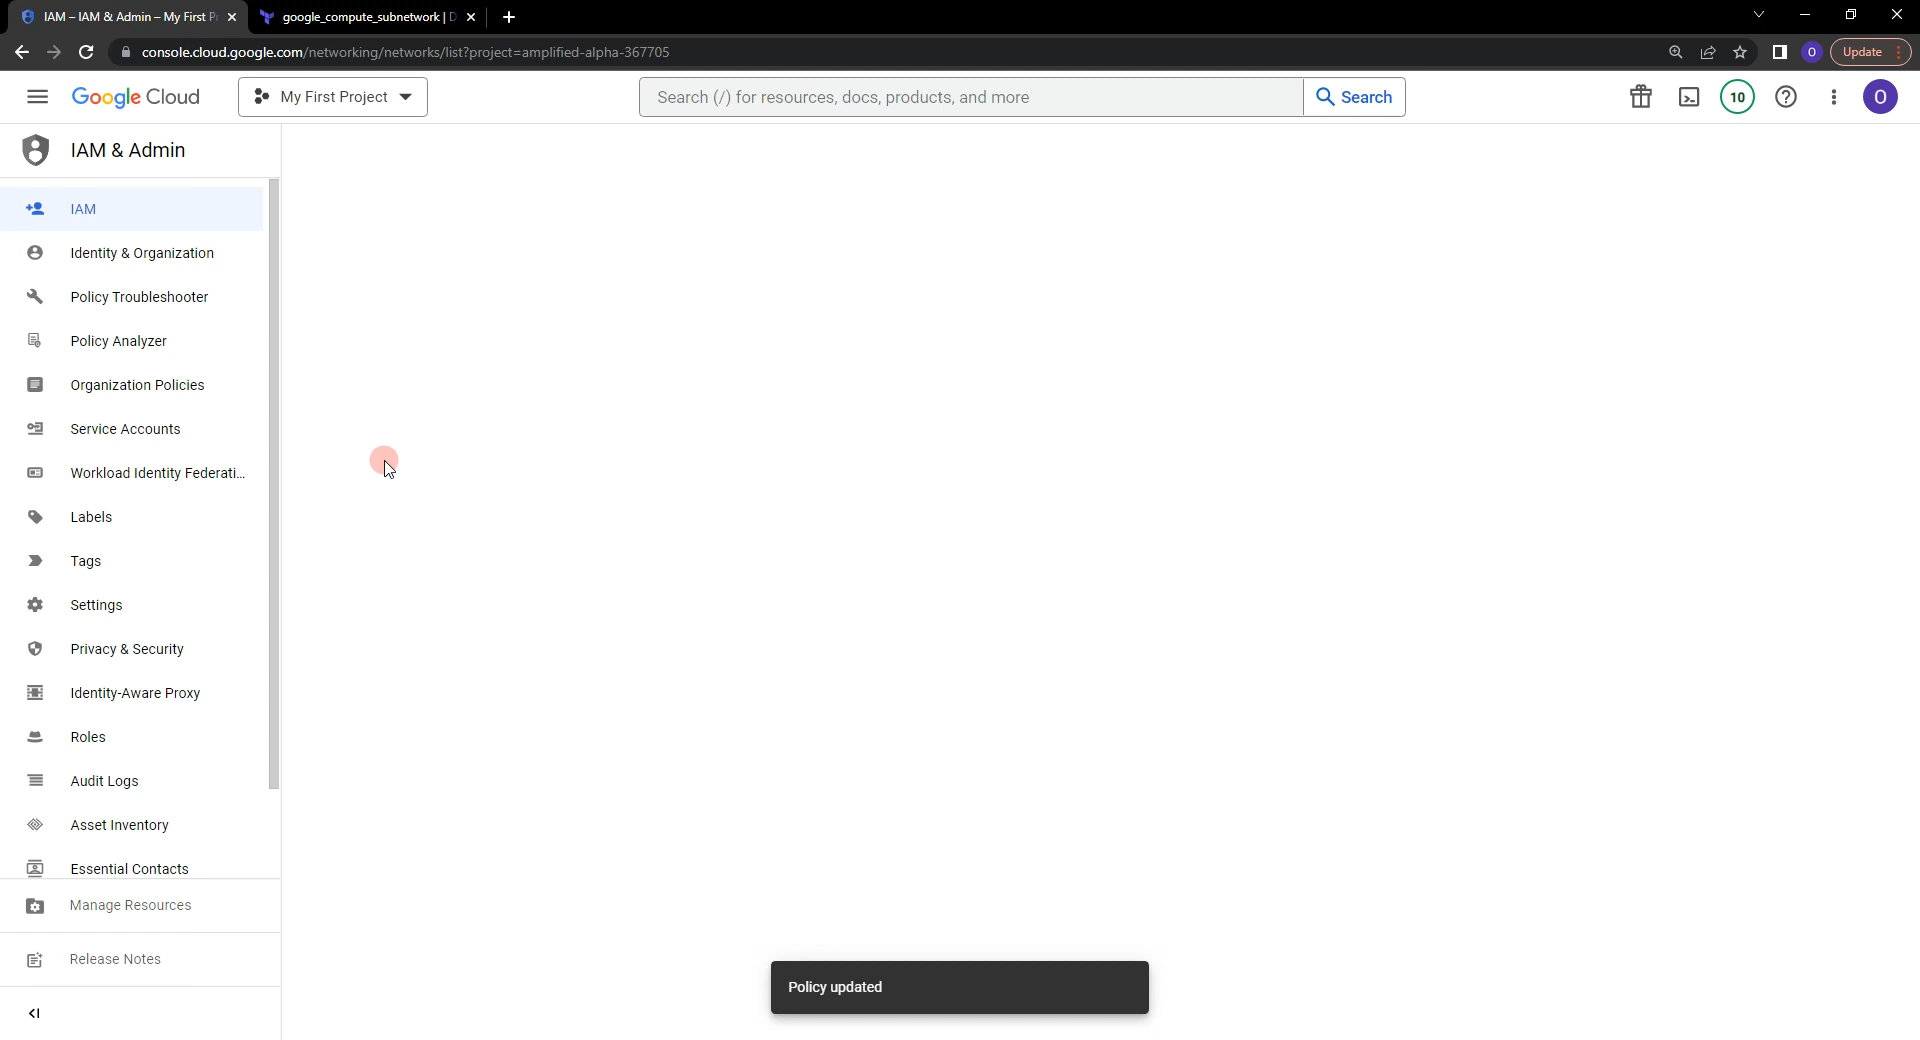 IAM – IAM & Admin – My First P
google_compute_subnetwork | D
console.cloud.google.com/networking/networks/list?project=amplified-alpha-367705
O
Update
Google Cloud
My First Project
Search (/) for resources, docs, products, and more
Search
10
O
IAM & Admin
IAM
Identity & Organization
Policy Troubleshooter
Policy Analyzer
Organization Policies
Service Accounts
Workload Identity Federati...
Labels
Tags
Settings
Privacy & Security
Identity-Aware Proxy
Roles
Audit Logs
Asset Inventory
Essential Contacts
Manage Resources
Release Notes
Policy updated